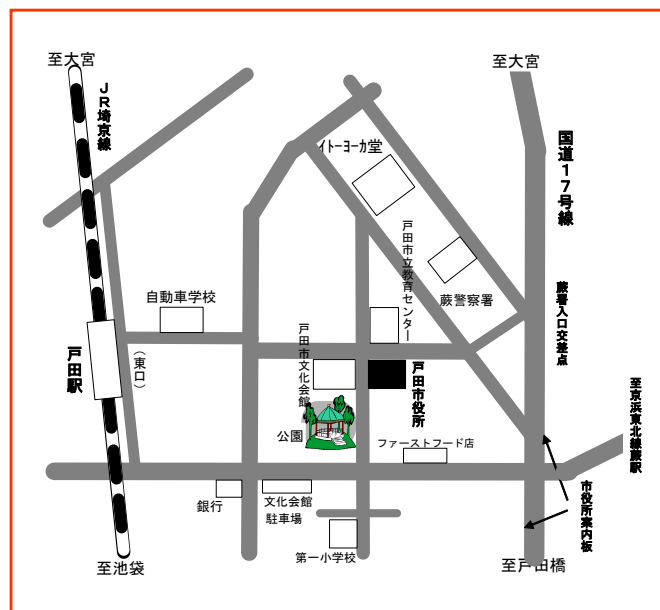 至大宮
至大宮
JR埼京線
国道17号線
ｲﾄｰﾖｰｶ堂
戸田市立教育センター
蕨警察署
蕨署入口交差点
自動車学校
戸田駅
（東口）
戸田市文化会館
戸田市役所
至京浜東北線蕨駅
公園
ファーストフード店
銀行
文化会館
駐車場
市役所案内板
第一小学校
至池袋
至戸田橋